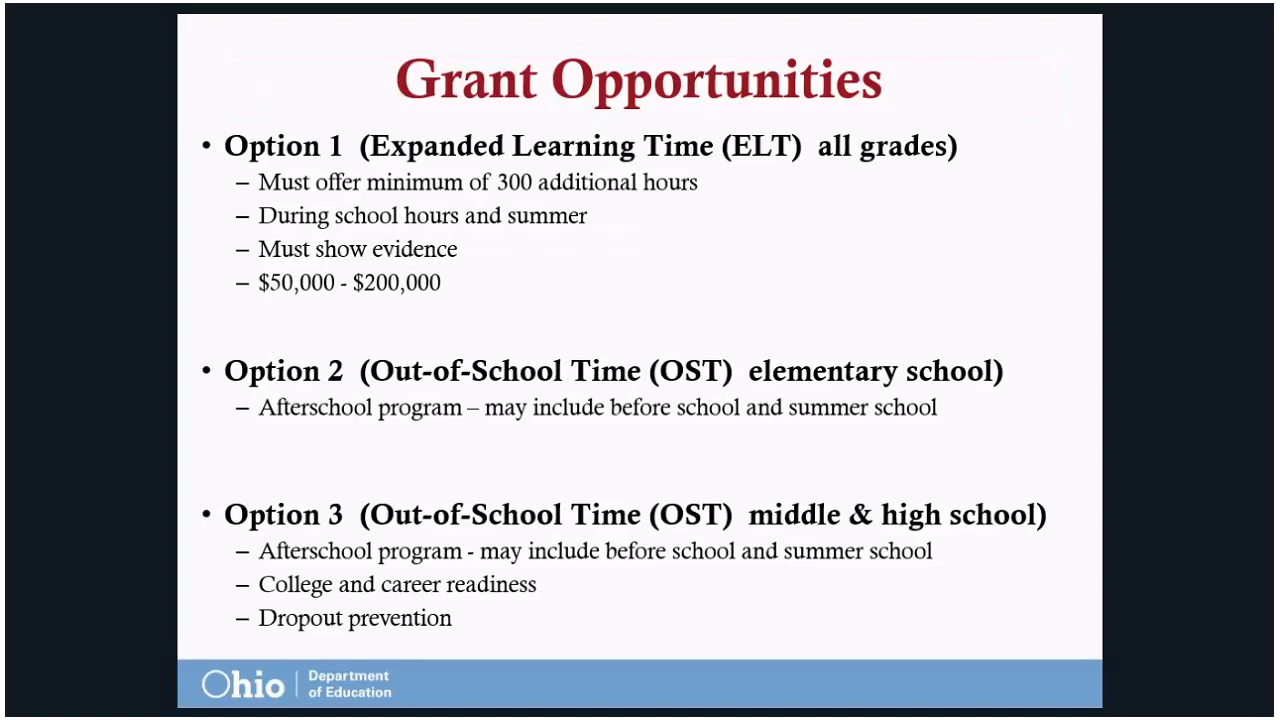 Grant Opportunities
• Option 1 (Expanded Learning Time (ELT) all grades)
– Must offer minimum of 300 additional hours
– During school hours and summer
– Must show evidence
– $50,000 - $200,000
• Option 2 (Out-of-School Time (OST) elementary school)
– Afterschool program – may include before school and summer school
• Option 3 (Out-of-School Time (OST) middle & high school)
– Afterschool program - may include before school and summer school
– College and career readiness
– Dropout prevention
Ohio | Department
of Education